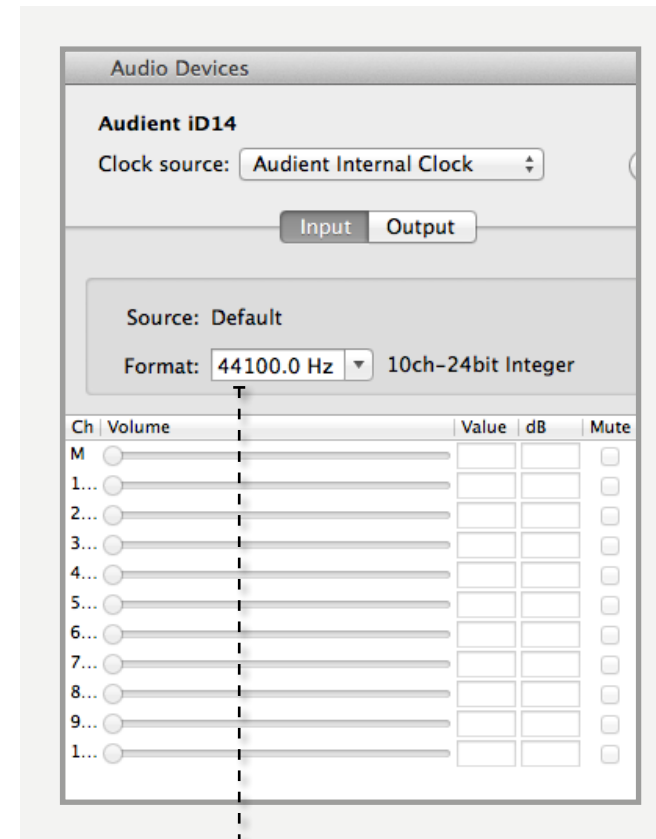 Audio Devices
Audient iD14
Clock source: Audient Internal Clock
Input Output
Source: Default
Format: 44100.0 Hz 10ch-24bit Integer
Ch Volume Value dB Mute
M
1...
2...
3...
4...
5...
6...
7...
8...
9...
1...